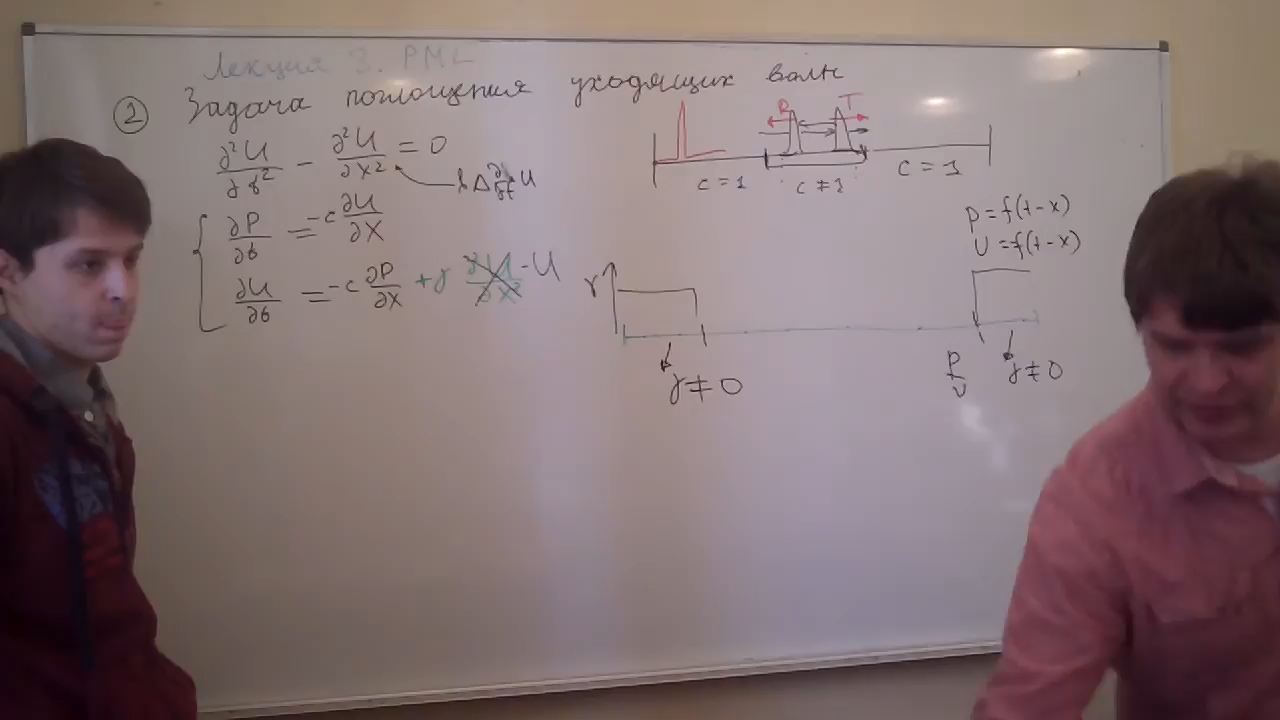 Лекция 3. PML
② Задача поглощения уходящих волн
∂²U/∂t² − ∂²U/∂x² = 0
R T
c = 1 c ≠ 1 c = 1
∂P/∂t = −c ∂U/∂x
∂U/∂t = −c ∂P/∂x + γ − U
P = f(t − x)
U = f(t − x)
γ
γ ≠ 0
P
U
γ ≠ 0